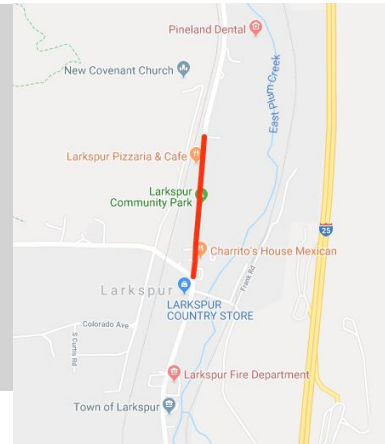 Pineland Dental
New Covenant Church
East Plum Creek
Larkspur Pizzaria & Cafe
Larkspur
Community Park
25
Charrito's House Mexican
Frank Rd
Larkspur
LARKSPUR
COUNTRY STORE
Colorado Ave
S Curtis Rd
Larkspur Fire Department
Town of Larkspur